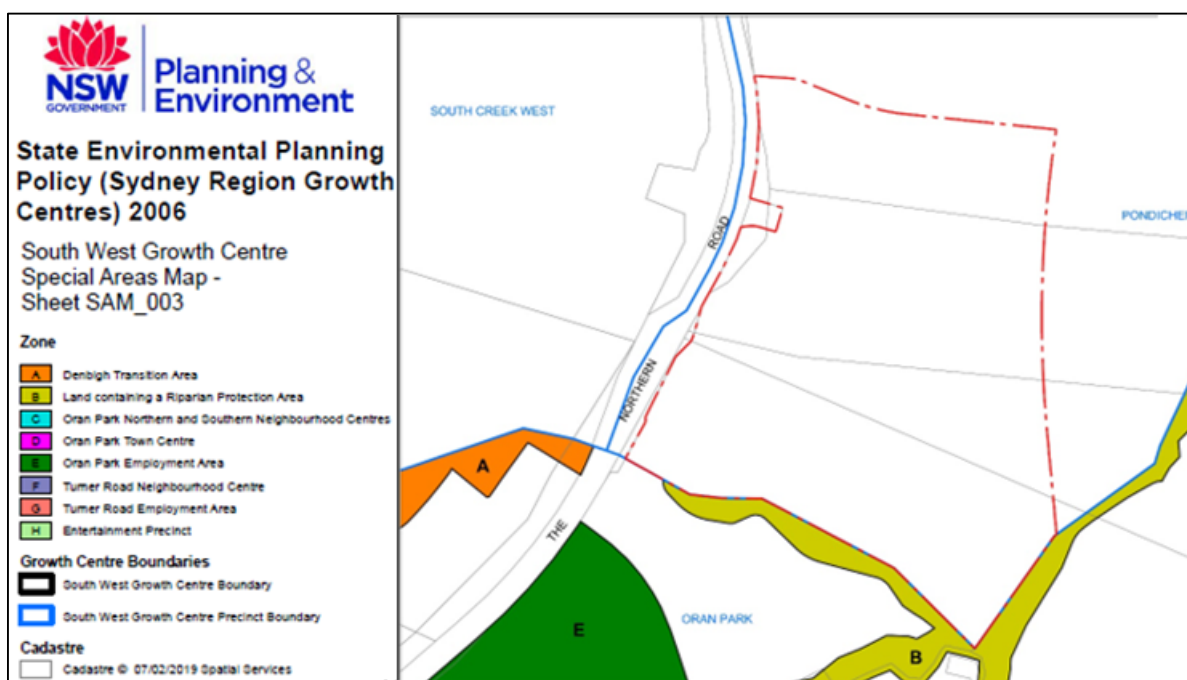 NSW
GOVERNMENT
Planning &
Environment
State Environmental Planning
Policy (Sydney Region Growth
Centres) 2006
South West Growth Centre
Special Areas Map -
Sheet SAM_003
Zone
A Denbigh Transition Area
B Land containing a Riparian Protection Area
C Oran Park Northern and Southern Neighbourhood Centres
D Oran Park Town Centre
E Oran Park Employment Area
F Turner Road Neighbourhood Centre
G Turner Road Employment Area
H Entertainment Precinct
Growth Centre Boundaries
South West Growth Centre Boundary
South West Growth Centre Precinct Boundary
Cadastre
Cadastre © 07/02/2019 Spatial Services
SOUTH CREEK WEST
PONDICHE
ROAD
NORTHERN
THE
A
E
ORAN PARK
B